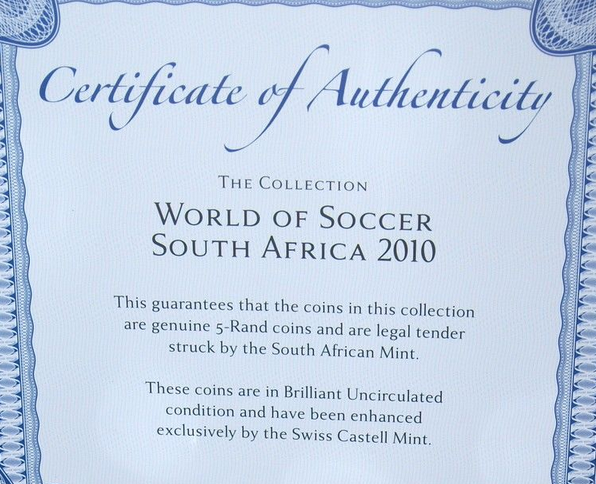 Certificate of Authenticity
The Collection
World of Soccer
South Africa 2010
This guarantees that the coins in this collection
are genuine 5-Rand coins and are legal tender
struck by the South African Mint.
These coins are in Brilliant Uncirculated
condition and have been enhanced
exclusively by the Swiss Castell Mint.